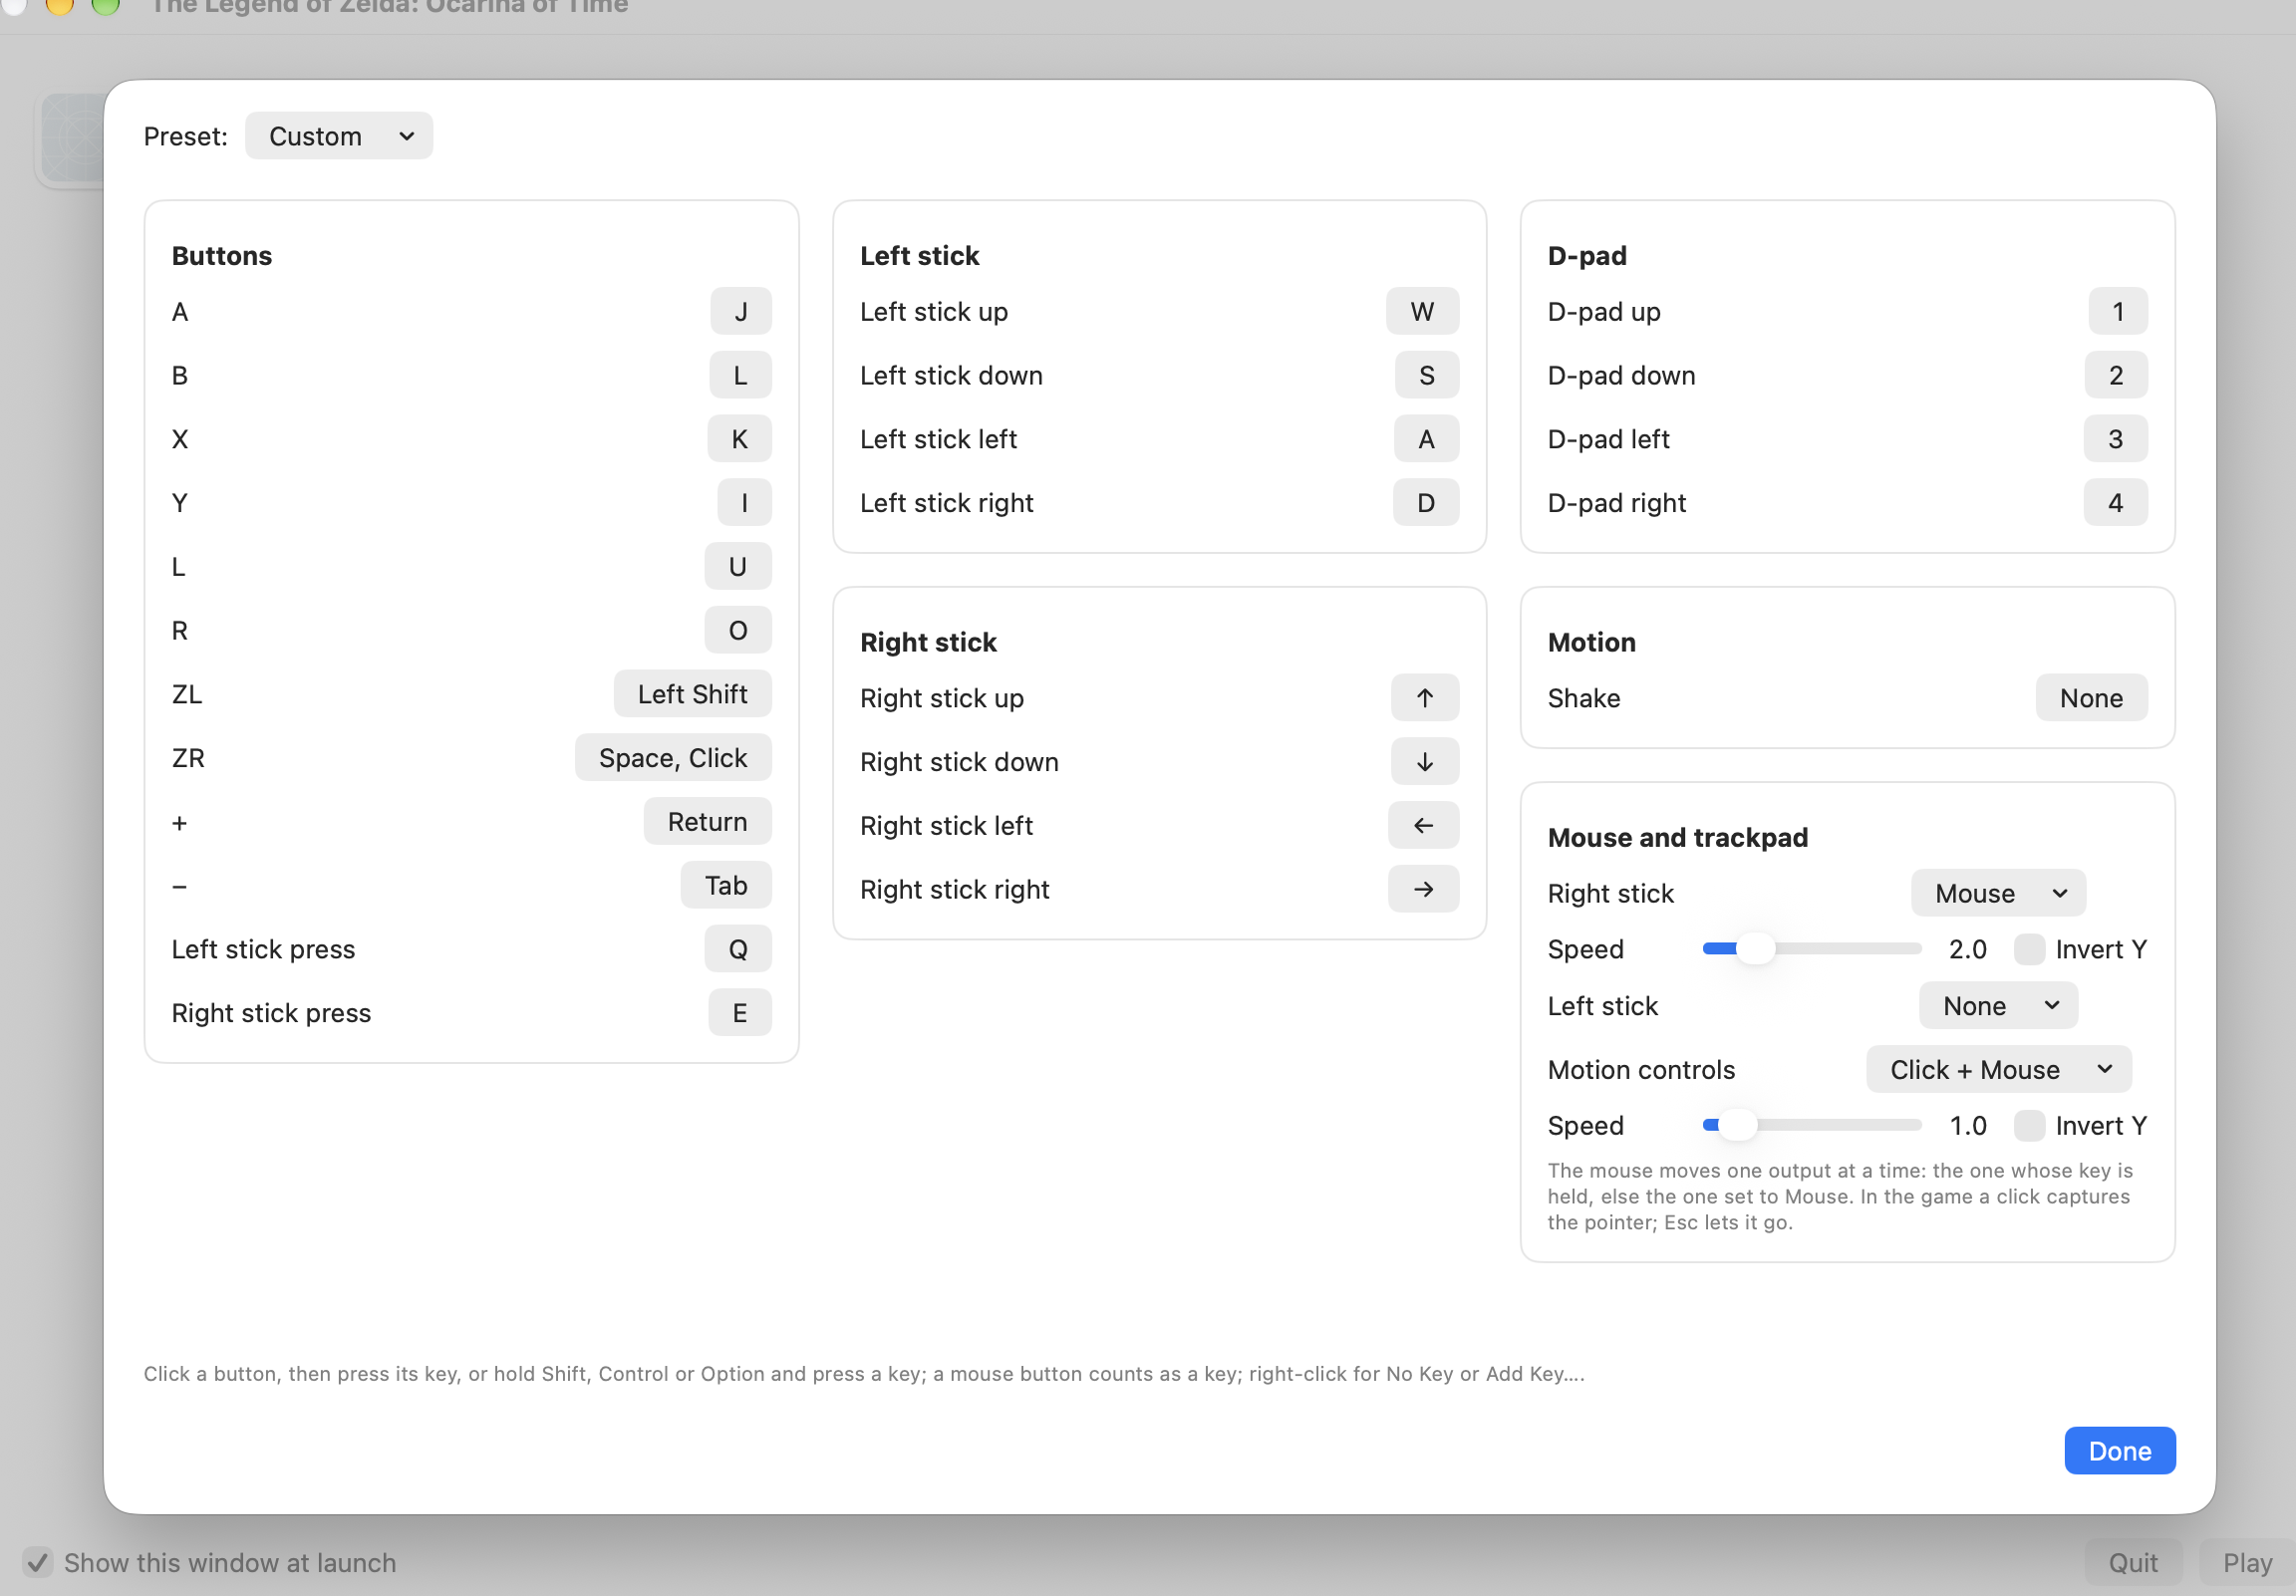 The Legend of Zelda: Ocarina of Time
Preset: Custom
Buttons
A J
B L
X K
Y I
L U
R O
ZL Left Shift
ZR Space, Click
+ Return
− Tab
Left stick press Q
Right stick press E
Left stick
Left stick up W
Left stick down S
Left stick left A
Left stick right D
Right stick
Right stick up ↑
Right stick down ↓
Right stick left ←
Right stick right →
D-pad
D-pad up 1
D-pad down 2
D-pad left 3
D-pad right 4
Motion
Shake None
Mouse and trackpad
Right stick Mouse
Speed 2.0 Invert Y
Left stick None
Motion controls Click + Mouse
Speed 1.0 Invert Y
The mouse moves one output at a time: the one whose key is
held, else the one set to Mouse. In the game a click captures
the pointer; Esc lets it go.
Click a button, then press its key, or hold Shift, Control or Option and press a key; a mouse button counts as a key; right-click for No Key or Add Key....
Done
Show this window at launch
Quit Play